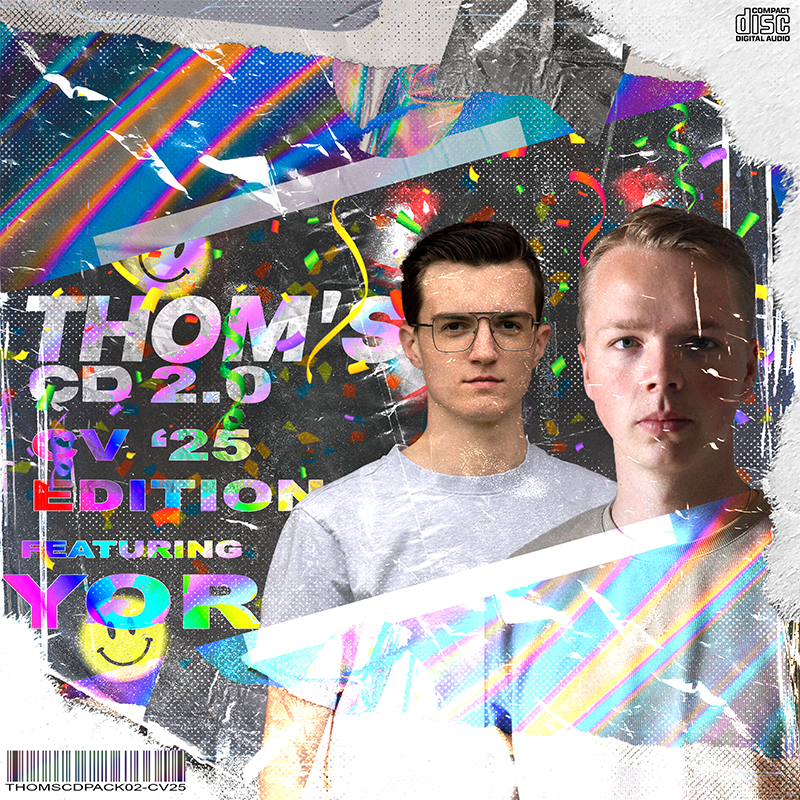 COMPACT
disc
DIGITAL AUDIO
THOM'S
CD 2.0
CV ‘25
EDITION
FEATURING
YOR
THOMSCDPACK02-CV25